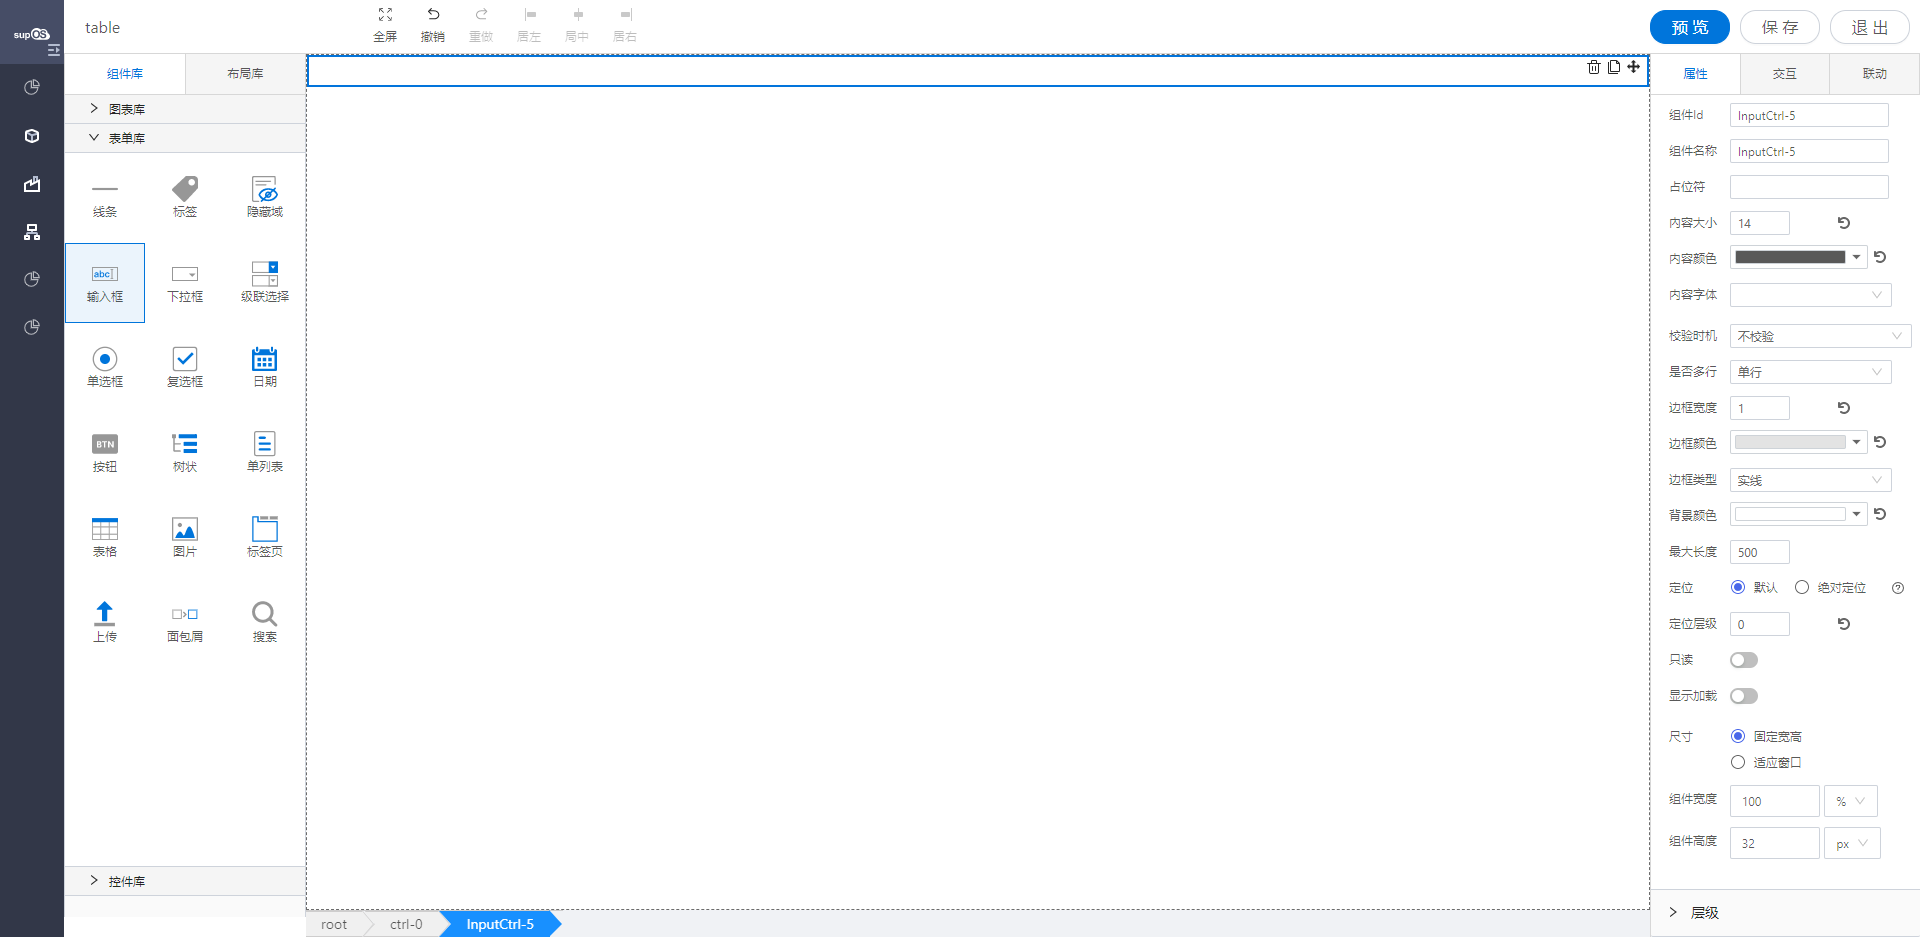 supOS
table
全屏
撤销
重做
居左
局中
居右
预 览
保 存
退 出
组件库
布局库
图表库
表单库
线条
标签
隐藏域
abc
输入框
下拉框
级联选择
单选框
复选框
日期
BTN
按钮
树状
单列表
表格
图片
标签页
上传
面包屑
搜索
控件库
root
ctrl-0
InputCtrl-5
属性
交互
联动
组件Id
InputCtrl-5
组件名称
InputCtrl-5
占位符
内容大小
14
内容颜色
内容字体
校验时机
不校验
是否多行
单行
边框宽度
1
边框颜色
边框类型
实线
背景颜色
最大长度
500
定位
默认
绝对定位
定位层级
0
只读
显示加载
尺寸
固定宽高
适应窗口
组件宽度
100
%
组件高度
32
px
层级